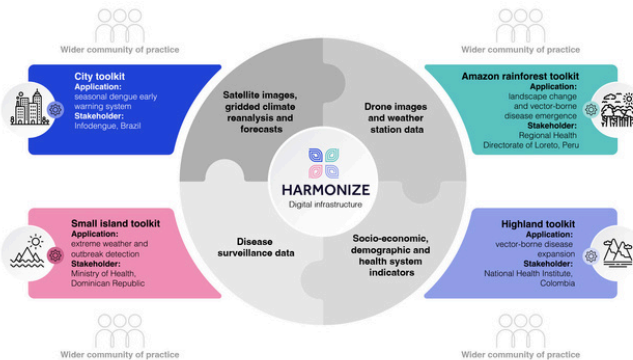 Wider community of practice
Wider community of practice
City toolkit
Application:
seasonal dengue early
warning system
Stakeholder:
Infodengue, Brazil
Satellite images,
gridded climate
reanalysis and
forecasts
Drone images
and weather
station data
Amazon rainforest toolkit
Application:
landscape change
and vector-borne
disease emergence
Stakeholder:
Regional Health
Directorate of Loreto, Peru
HARMONIZE
Digital infrastructure
Small island toolkit
Application:
extreme weather and
outbreak detection
Stakeholder:
Ministry of Health,
Dominican Republic
Disease
surveillance data
Socio-economic,
demographic and
health system
indicators
Highland toolkit
Application:
vector-borne disease
expansion
Stakeholder:
National Health Institute,
Colombia
Wider community of practice
Wider community of practice